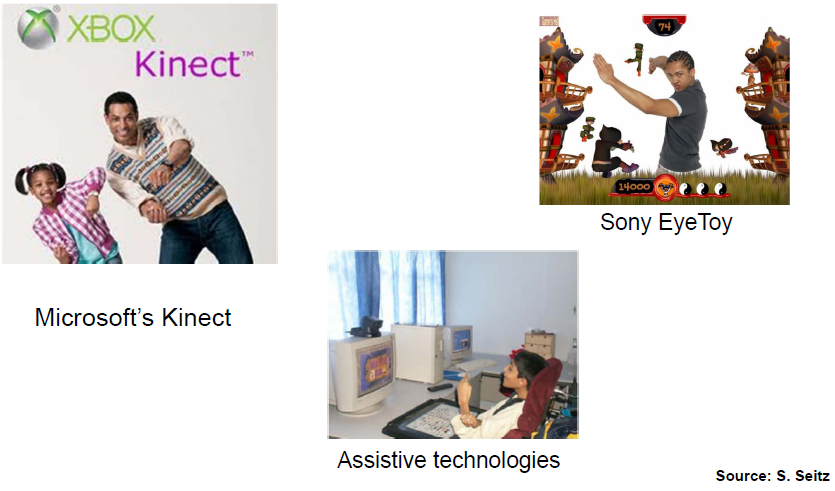 XBOX
Kinect™
74
14000
Sony EyeToy
Microsoft's Kinect
Assistive technologies
Source: S. Seitz